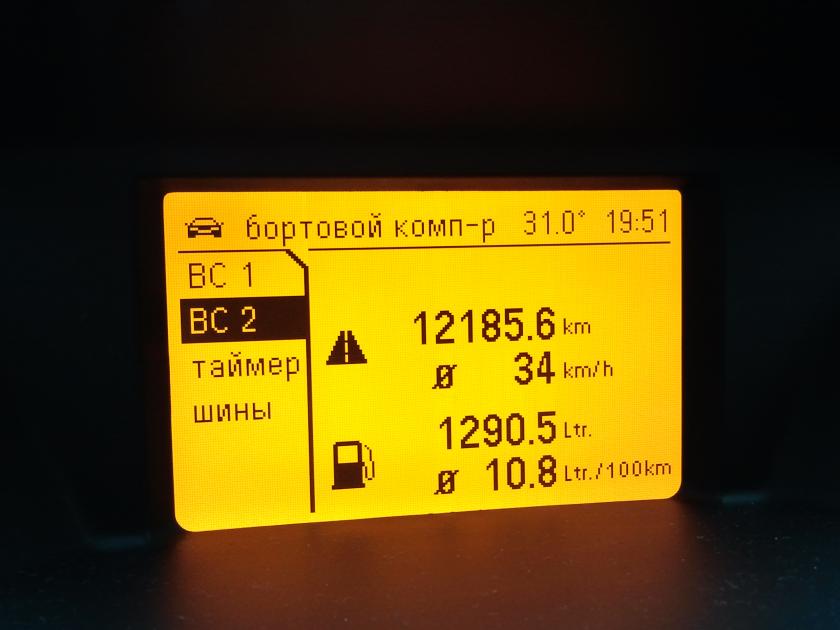 бортовой комп-р 31.0° 19:51
BC 1
BC 2
таймер
шины
12185.6 km
Ø 34 km/h
1290.5 Ltr.
Ø 10.8 Ltr./100km